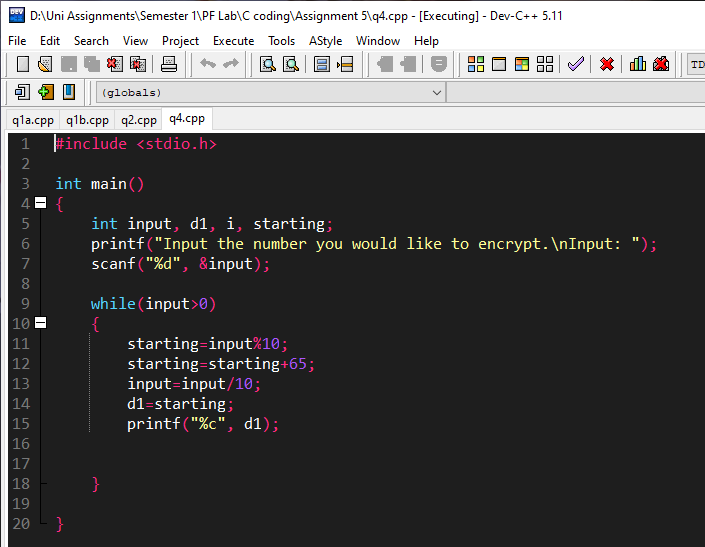 D:\Uni Assignments\Semester 1\PF Lab\C coding\Assignment 5\q4.cpp - [Executing] - Dev-C++ 5.11
File Edit Search View Project Execute Tools AStyle Window Help
TD
(globals)
q1a.cpp q1b.cpp q2.cpp q4.cpp
1 #include <stdio.h>
2
3 int main()
4 {
5 int input, d1, i, starting;
6 printf("Input the number you would like to encrypt.\nInput: ");
7 scanf("%d", &input);
8
9 while(input>0)
10 {
11 starting=input%10;
12 starting=starting+65;
13 input=input/10;
14 d1=starting;
15 printf("%c", d1);
16
17
18 }
19
20 }